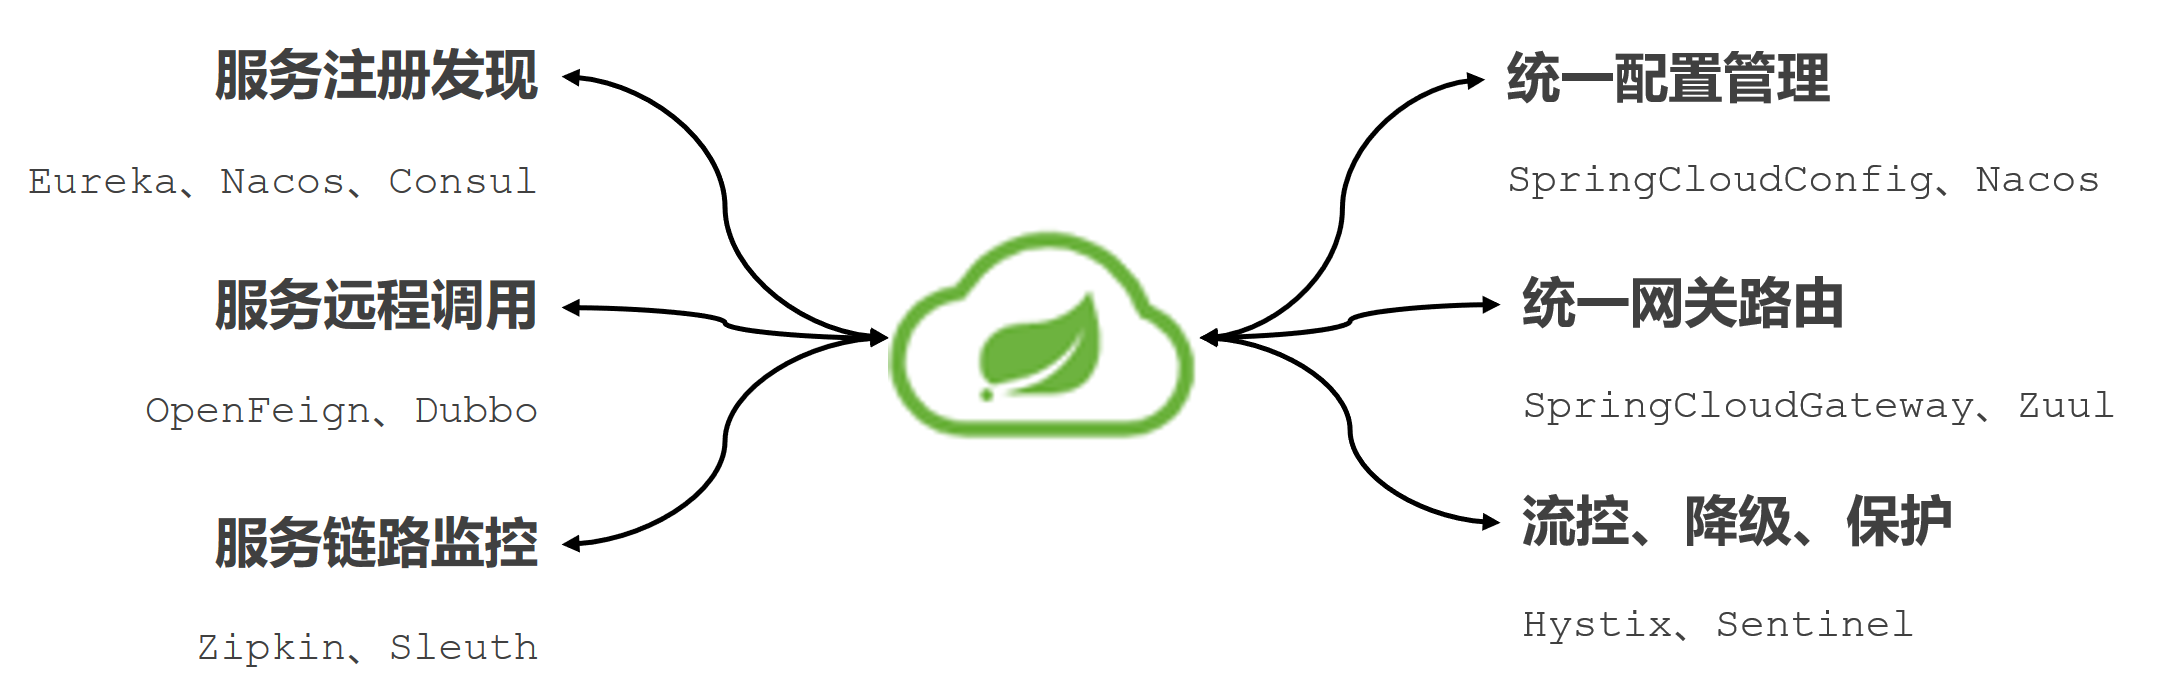 服务注册发现
Eureka、Nacos、Consul
服务远程调用
OpenFeign、Dubbo
服务链路监控
Zipkin、Sleuth
统一配置管理
SpringCloudConfig、Nacos
统一网关路由
SpringCloudGateway、Zuul
流控、降级、保护
Hystix、Sentinel